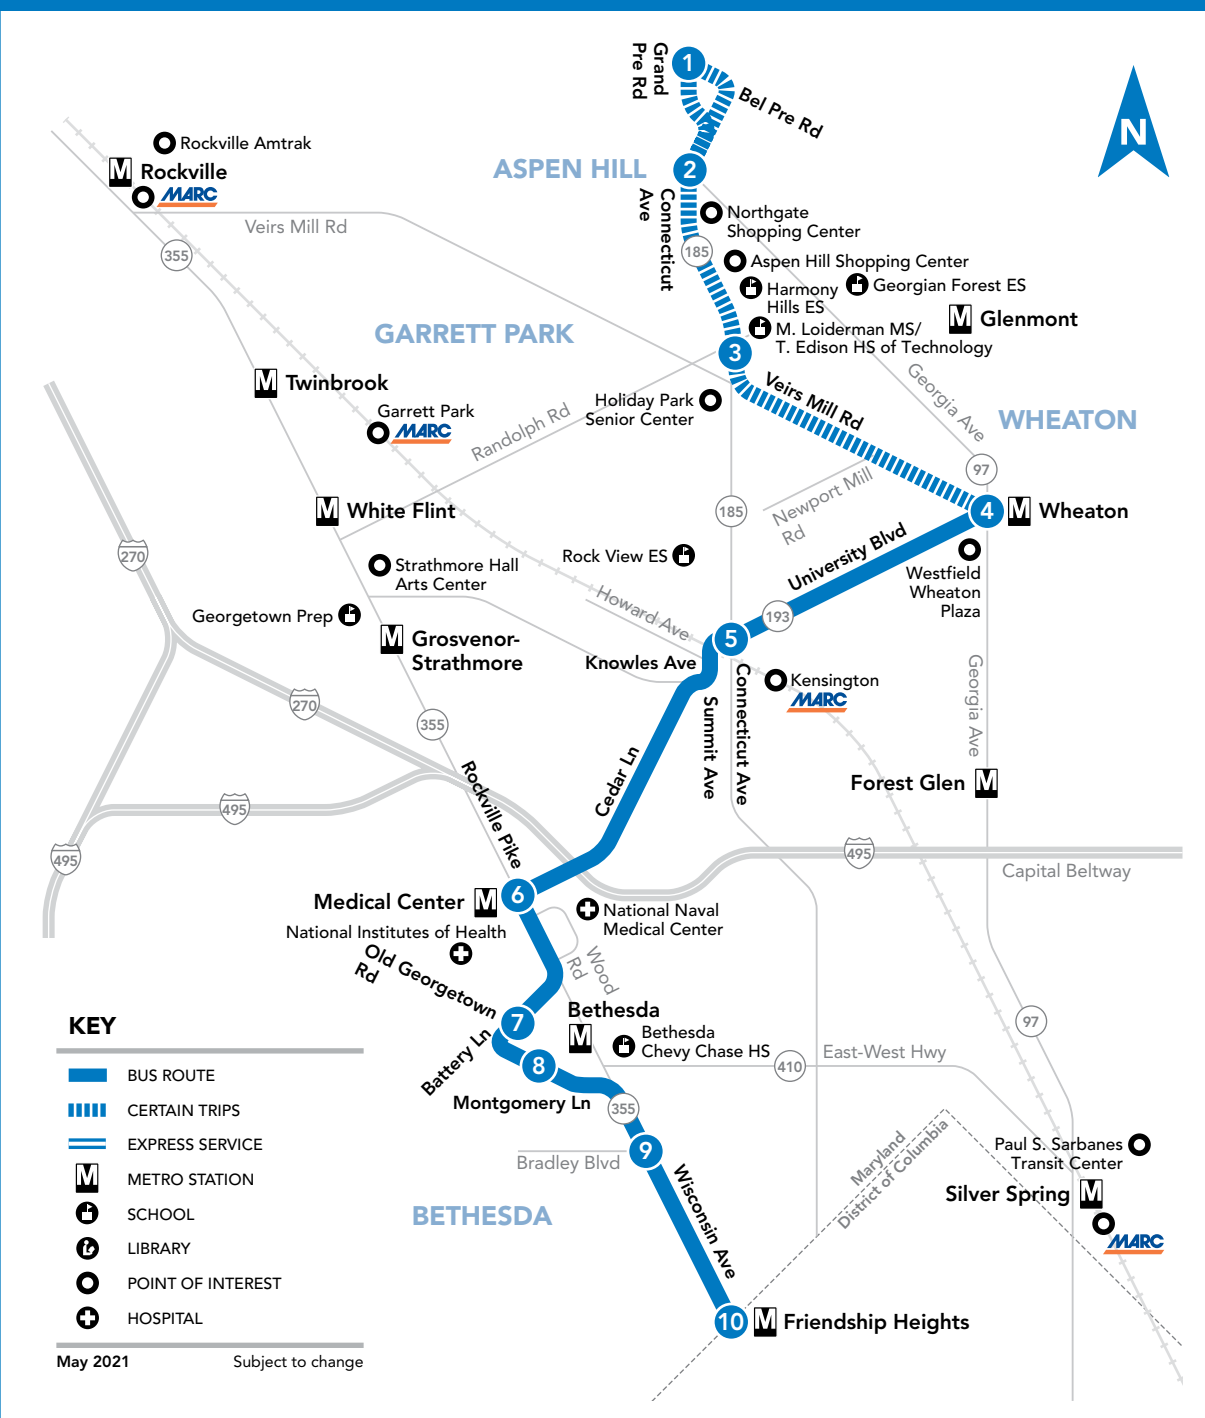 1
Grand
Pre Rd
Bel Pre Rd
N
Rockville Amtrak
M Rockville
MARC
ASPEN HILL
2
Connecticut
Ave
Northgate
Shopping Center
Veirs Mill Rd
355
185
Aspen Hill Shopping Center
Harmony
Hills ES
Georgian Forest ES
M Glenmont
M. Loiderman MS/
T. Edison HS of Technology
GARRETT PARK
3
M Twinbrook
Veirs Mill Rd
Georgia Ave
Holiday Park
Senior Center
Garrett Park
MARC
Randolph Rd
WHEATON
97
M White Flint
185
Newport Mill
Rd
4
M Wheaton
270
Rock View ES
University Blvd
Westfield
Wheaton
Plaza
Strathmore Hall
Arts Center
Georgetown Prep
Howard Ave
193
M Grosvenor-
Strathmore
5
Knowles Ave
Kensington
MARC
Georgia Ave
270
355
Summit Ave
Connecticut Ave
Cedar Ln
Rockville Pike
Forest Glen M
495
495
495
Capital Beltway
Medical Center M
6
National Naval
Medical Center
National Institutes of Health
Old Georgetown
Rd
Wood
Rd
7
Bethesda
M
Bethesda
Chevy Chase HS
97
East-West Hwy
410
Battery Ln
8
Montgomery Ln
355
9
Bradley Blvd
Wisconsin Ave
BETHESDA
Maryland
District of Columbia
Paul S. Sarbanes
Transit Center
Silver Spring M
MARC
10
M Friendship Heights
KEY
BUS ROUTE
CERTAIN TRIPS
EXPRESS SERVICE
M METRO STATION
SCHOOL
LIBRARY
POINT OF INTEREST
HOSPITAL
May 2021 Subject to change